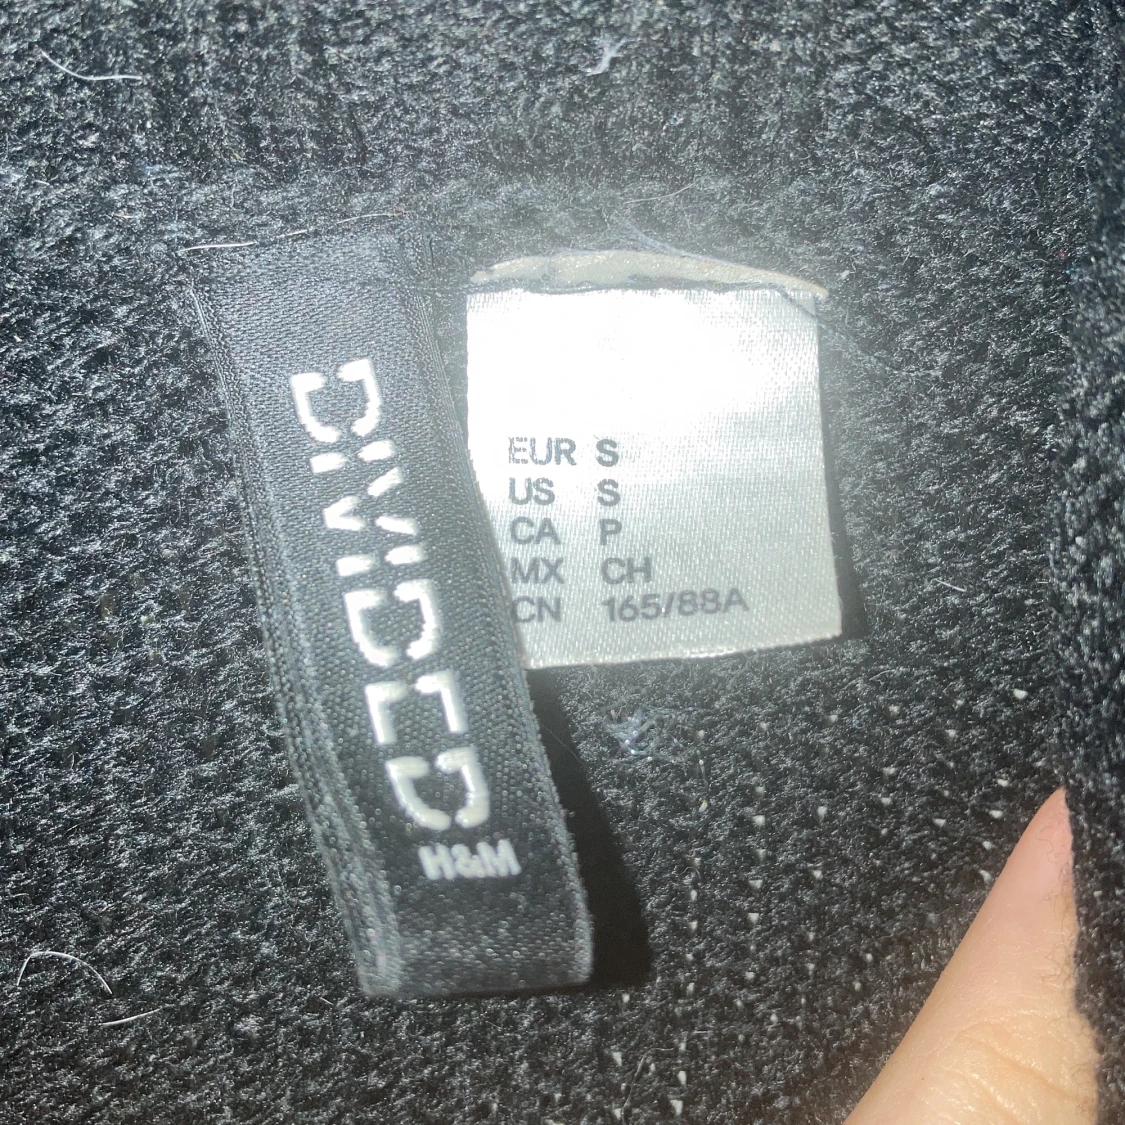 DIVIDED
H&M
EUR S
US S
CA P
MX CH
CN 165/88A